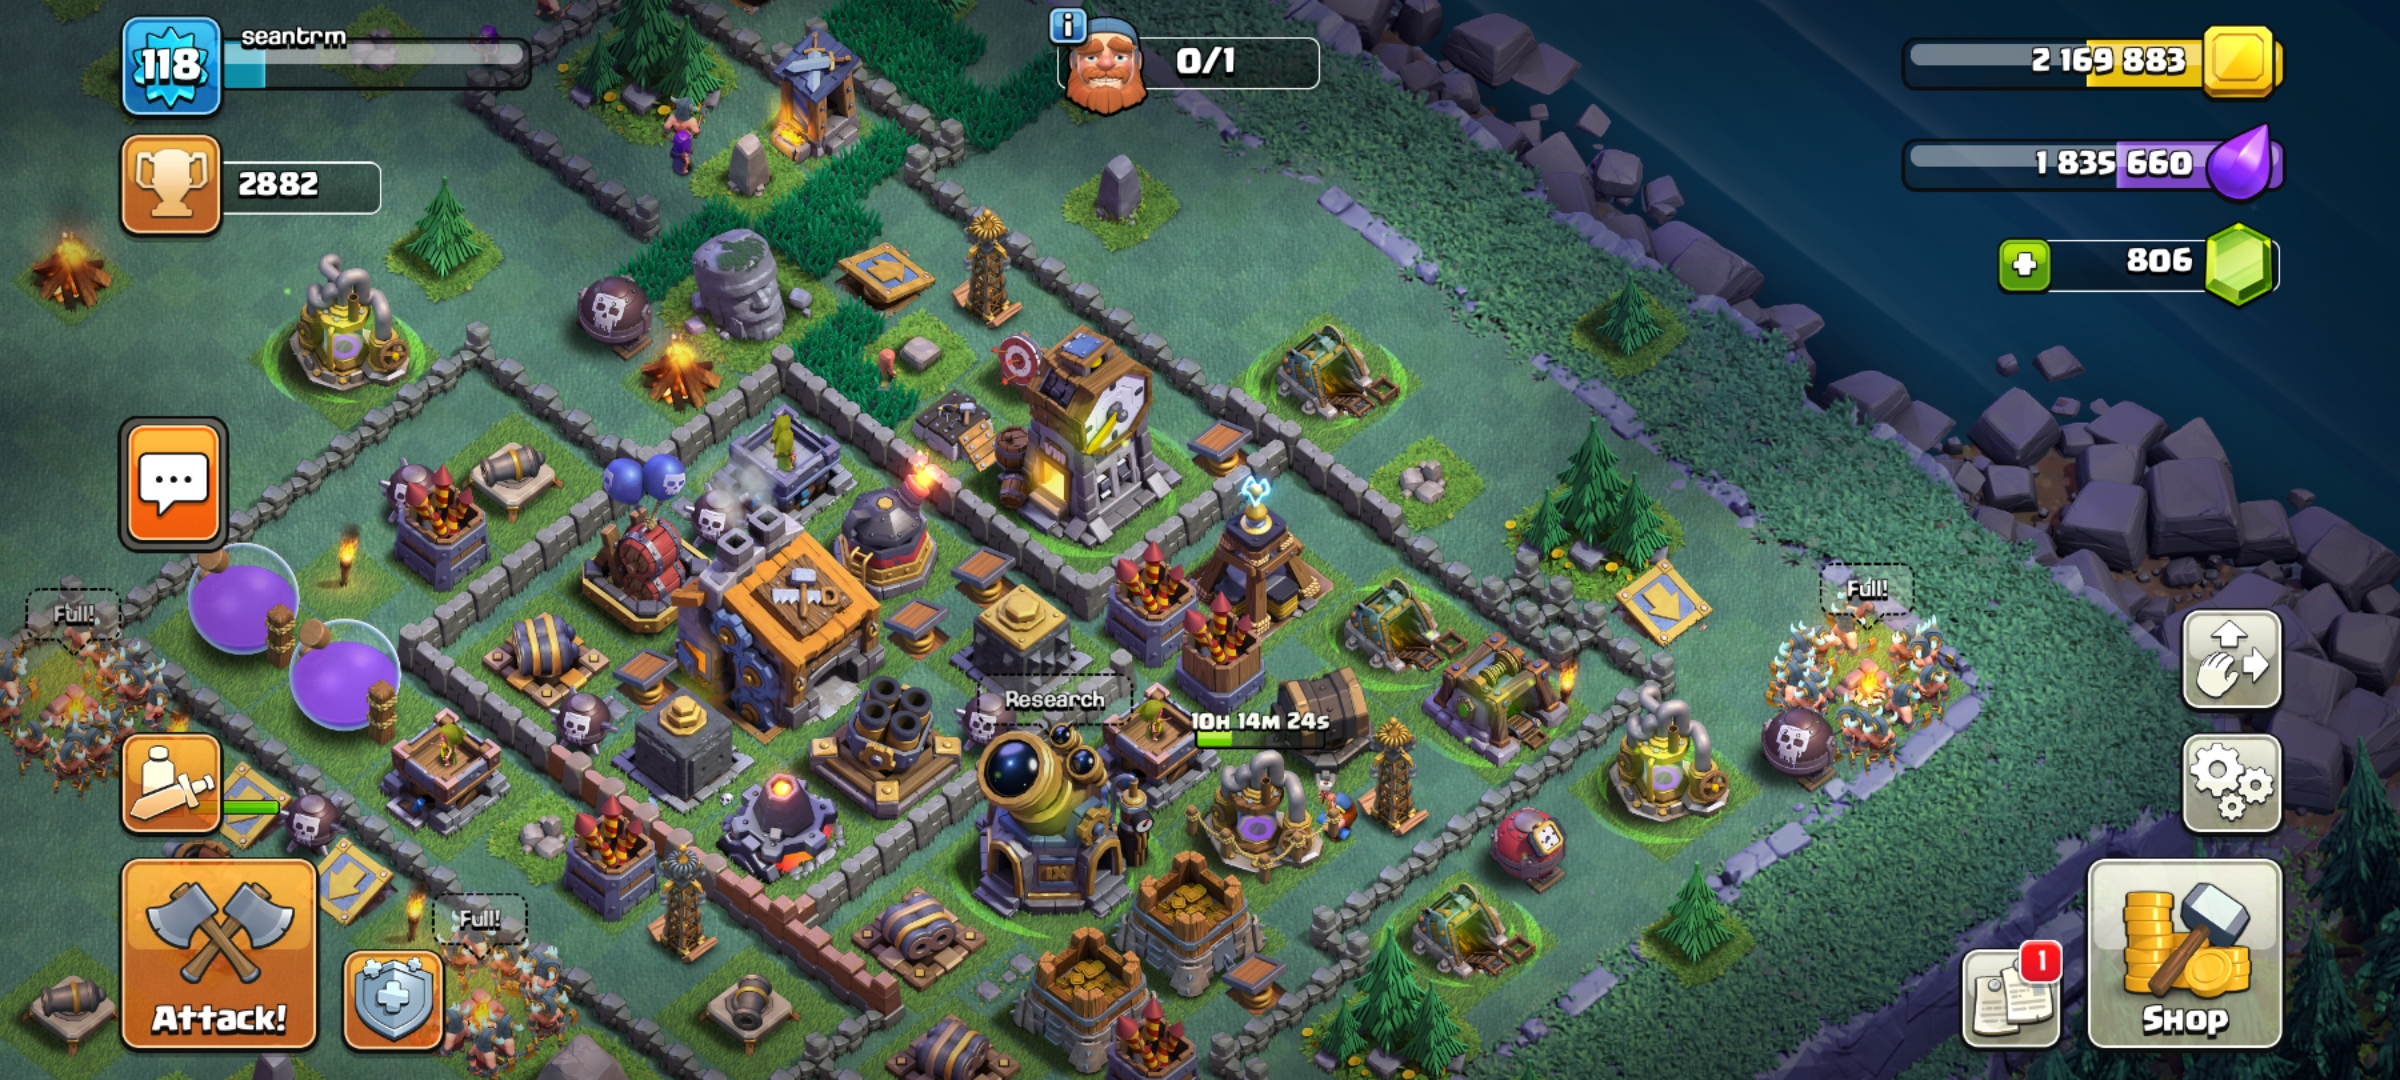 118
seantrm
0/1
2 169 883
2882
1 835 660
806
Full!
Full!
Research
10H 14M 24s
Full!
Attack!
1
Shop